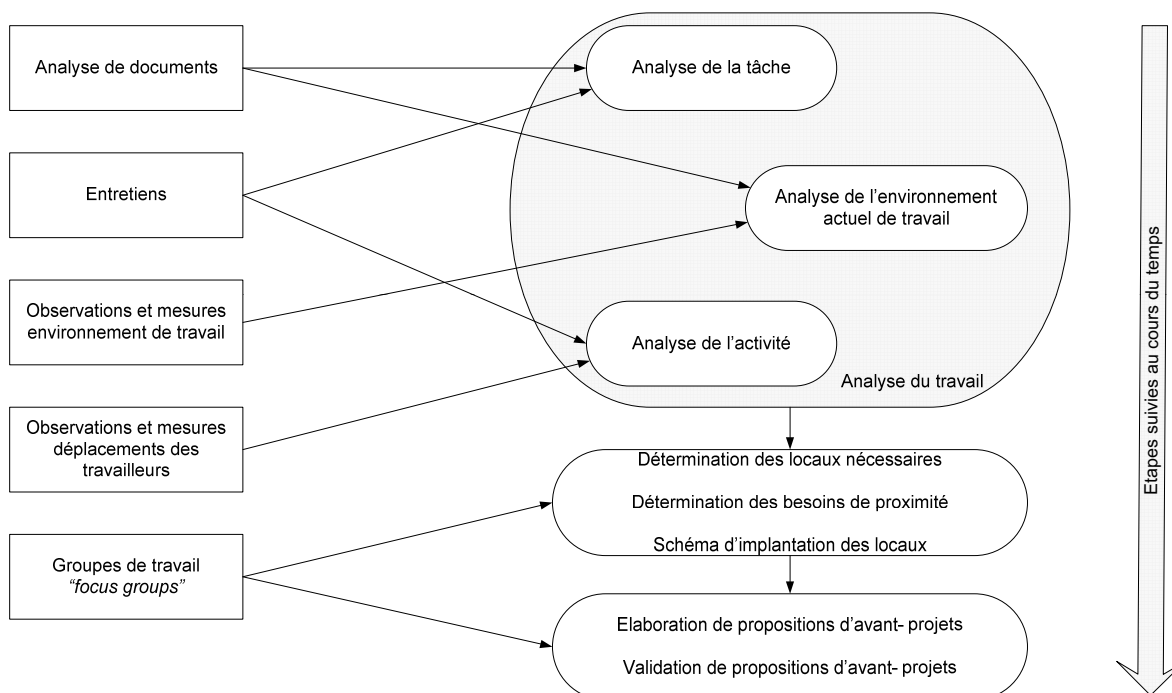 Analyse de documents
Entretiens
Observations et mesures
environnement de travail
Observations et mesures
déplacements des
travailleurs
Groupes de travail
“focus groups”
Analyse de la tâche
Analyse de l’environnement
actuel de travail
Analyse de l’activité
Analyse du travail
Détermination des locaux nécessaires
Détermination des besoins de proximité
Schéma d’implantation des locaux
Elaboration de propositions d’avant- projets
Validation de propositions d’avant- projets
Etapes suivies au cours du temps